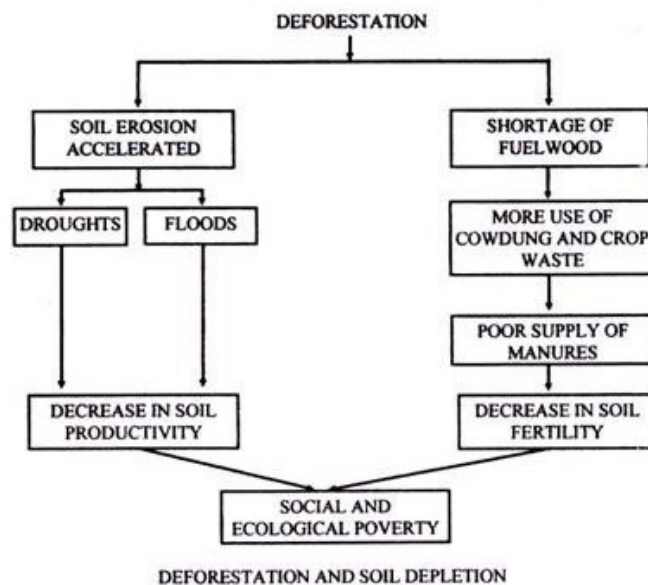 DEFORESTATION
SOIL EROSION
ACCELERATED
SHORTAGE OF
FUELWOOD
DROUGHTS
FLOODS
MORE USE OF
COWDUNG AND CROP
WASTE
POOR SUPPLY OF
MANURES
DECREASE IN SOIL
PRODUCTIVITY
DECREASE IN SOIL
FERTILITY
SOCIAL AND
ECOLOGICAL POVERTY
DEFORESTATION AND SOIL DEPLETION